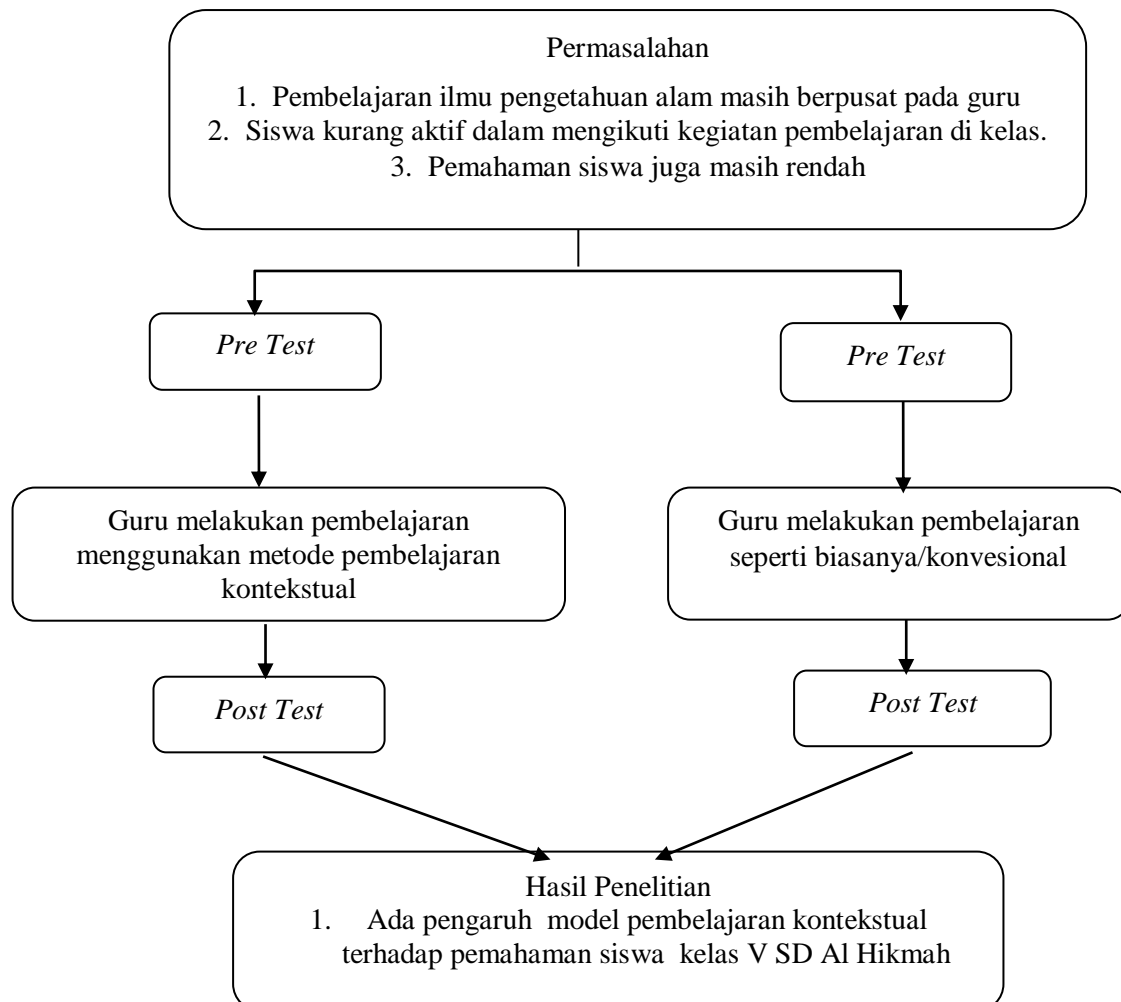 Permasalahan
1. Pembelajaran ilmu pengetahuan alam masih berpusat pada guru
2. Siswa kurang aktif dalam mengikuti kegiatan pembelajaran di kelas.
3. Pemahaman siswa juga masih rendah
Pre Test
Pre Test
Guru melakukan pembelajaran
menggunakan metode pembelajaran
kontekstual
Guru melakukan pembelajaran
seperti biasanya/konvesional
Post Test
Post Test
Hasil Penelitian
1. Ada pengaruh model pembelajaran kontekstual
terhadap pemahaman siswa kelas V SD Al Hikmah